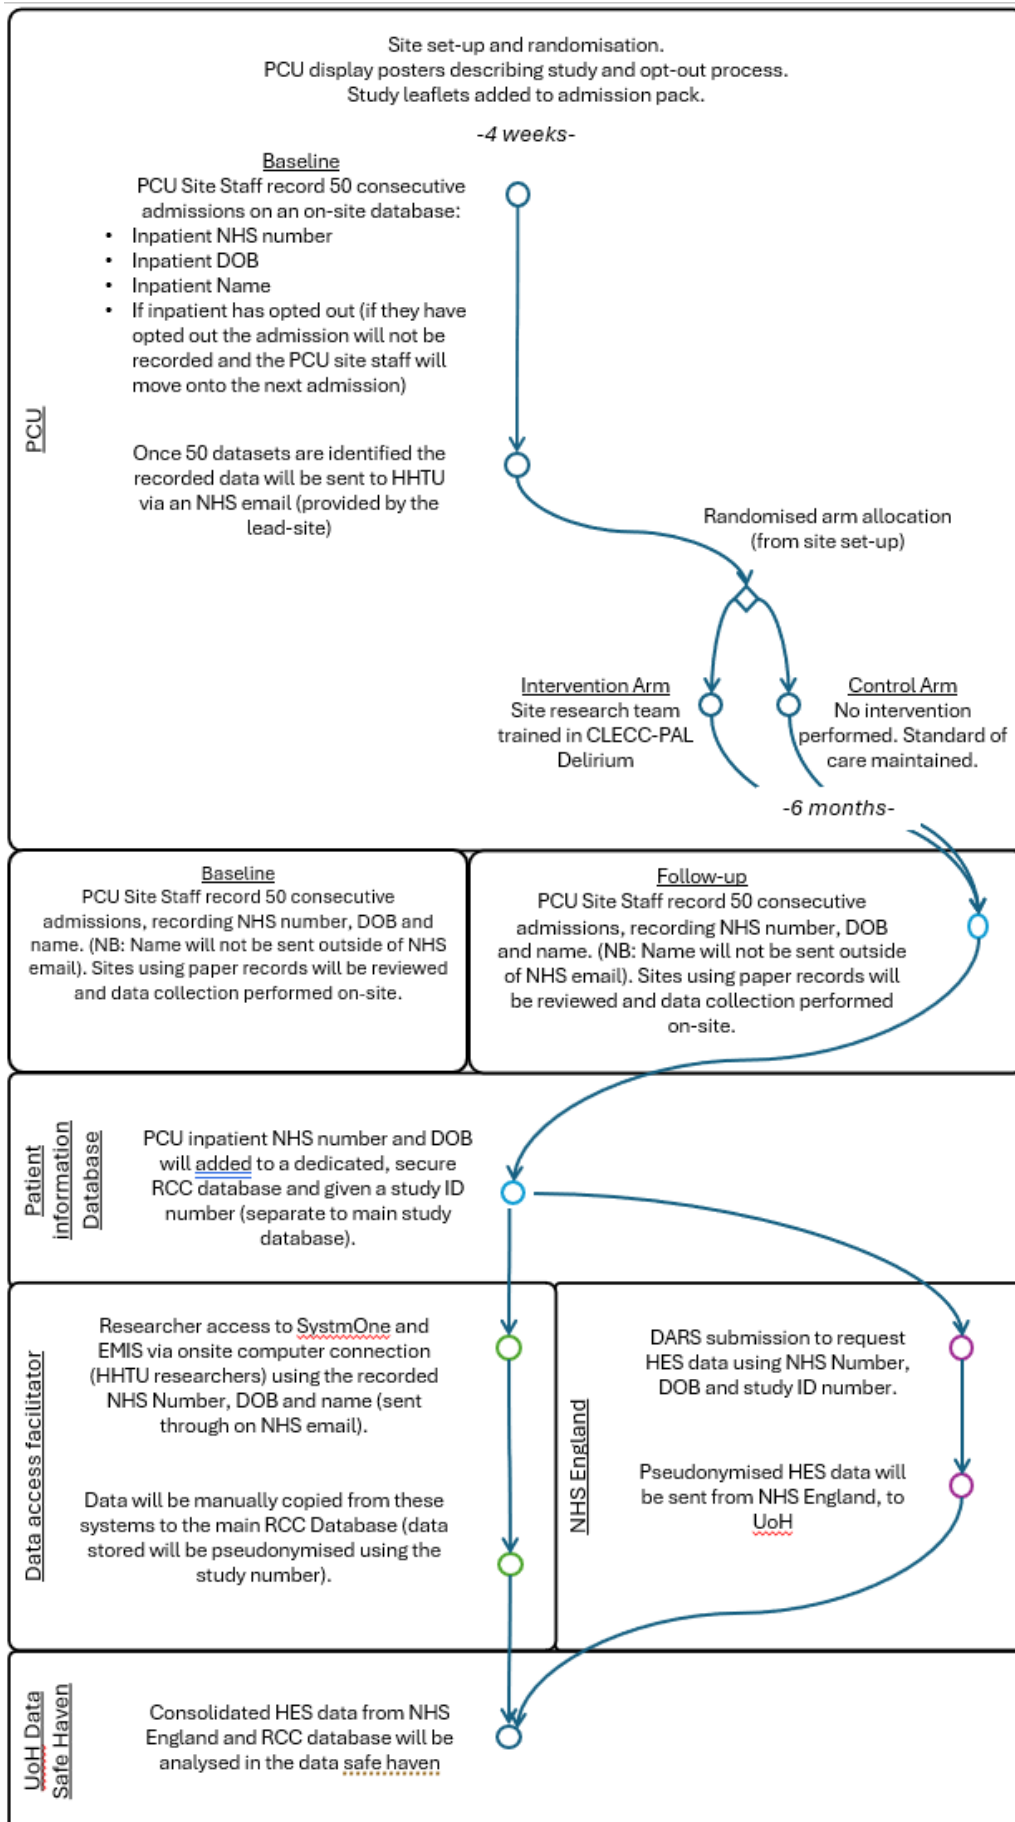 Site set-up and randomisation.
PCU display posters describing study and opt-out process.
Study leaflets added to admission pack.
-4 weeks-
Baseline
PCU Site Staff record 50 consecutive
admissions on an on-site database:
• Inpatient NHS number
• Inpatient DOB
• Inpatient Name
• If inpatient has opted out (if they have
opted out the admission will not be
recorded and the PCU site staff will
move onto the next admission)
PCU
Once 50 datasets are identified the
recorded data will be sent to HHTU
via an NHS email (provided by the
lead-site)
Randomised arm allocation
(from site set-up)
Intervention Arm
Site research team
trained in CLECC-PAL
Delirium
Control Arm
No intervention
performed. Standard of
care maintained.
-6 months-
Baseline
PCU Site Staff record 50 consecutive
admissions, recording NHS number, DOB and
name. (NB: Name will not be sent outside of NHS
email). Sites using paper records will be reviewed
and data collection performed on-site.
Follow-up
PCU Site Staff record 50 consecutive
admissions, recording NHS number, DOB
and name. (NB: Name will not be sent outside
of NHS email). Sites using paper records will
be reviewed and data collection performed
on-site.
Patient
information
Database
PCU inpatient NHS number and DOB
will added to a dedicated, secure
RCC database and given a study ID
number (separate to main study
database).
Data access facilitator
Researcher access to SystmOne and
EMIS via onsite computer connection
(HHTU researchers) using the recorded
NHS Number, DOB and name (sent
through on NHS email).
Data will be manually copied from these
systems to the main RCC Database (data
stored will be pseudonymised using the
study number).
NHS England
DARS submission to request
HES data using NHS Number,
DOB and study ID number.
Pseudonymised HES data will
be sent from NHS England, to
UoH
UoH Data
Safe Haven
Consolidated HES data from NHS
England and RCC database will be
analysed in the data safe haven